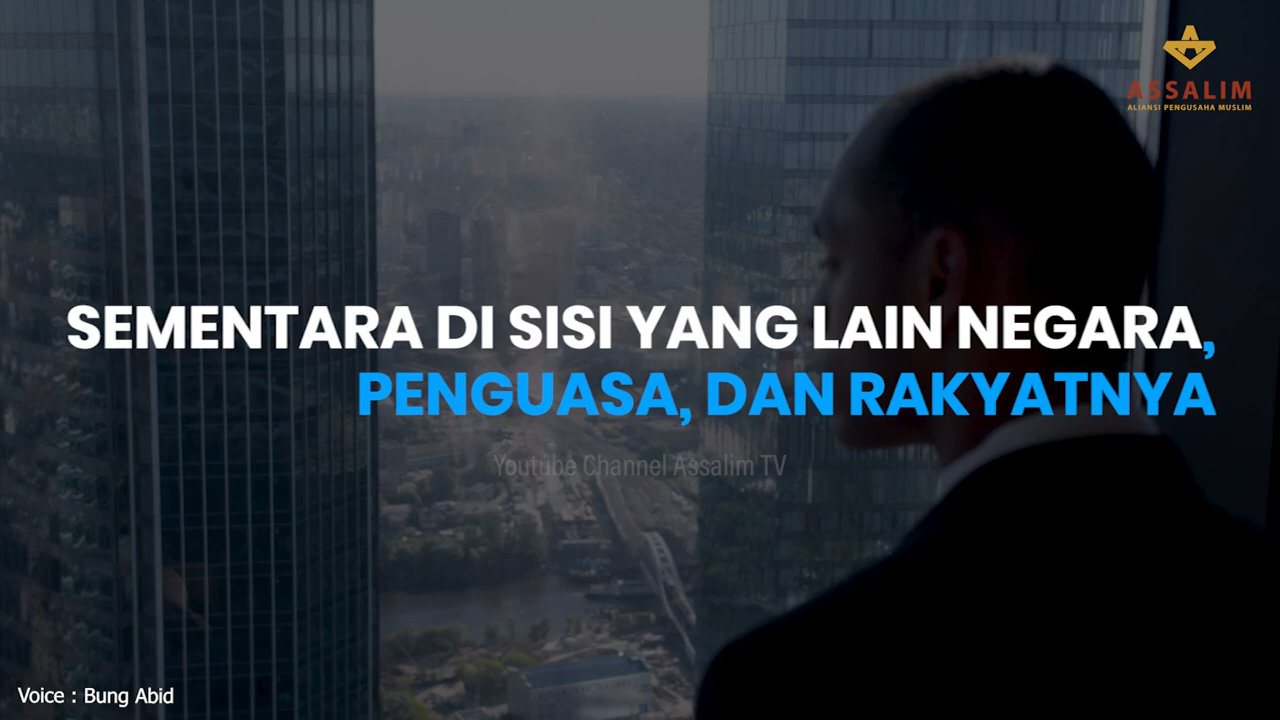 ASSALIM
ALIANSI PENGUSAHA MUSLIM
SEMENTARA DI SISI YANG LAIN NEGARA,
PENGUASA, DAN RAKYATNYA
Youtube Channel Assalim TV
Voice : Bung Abid